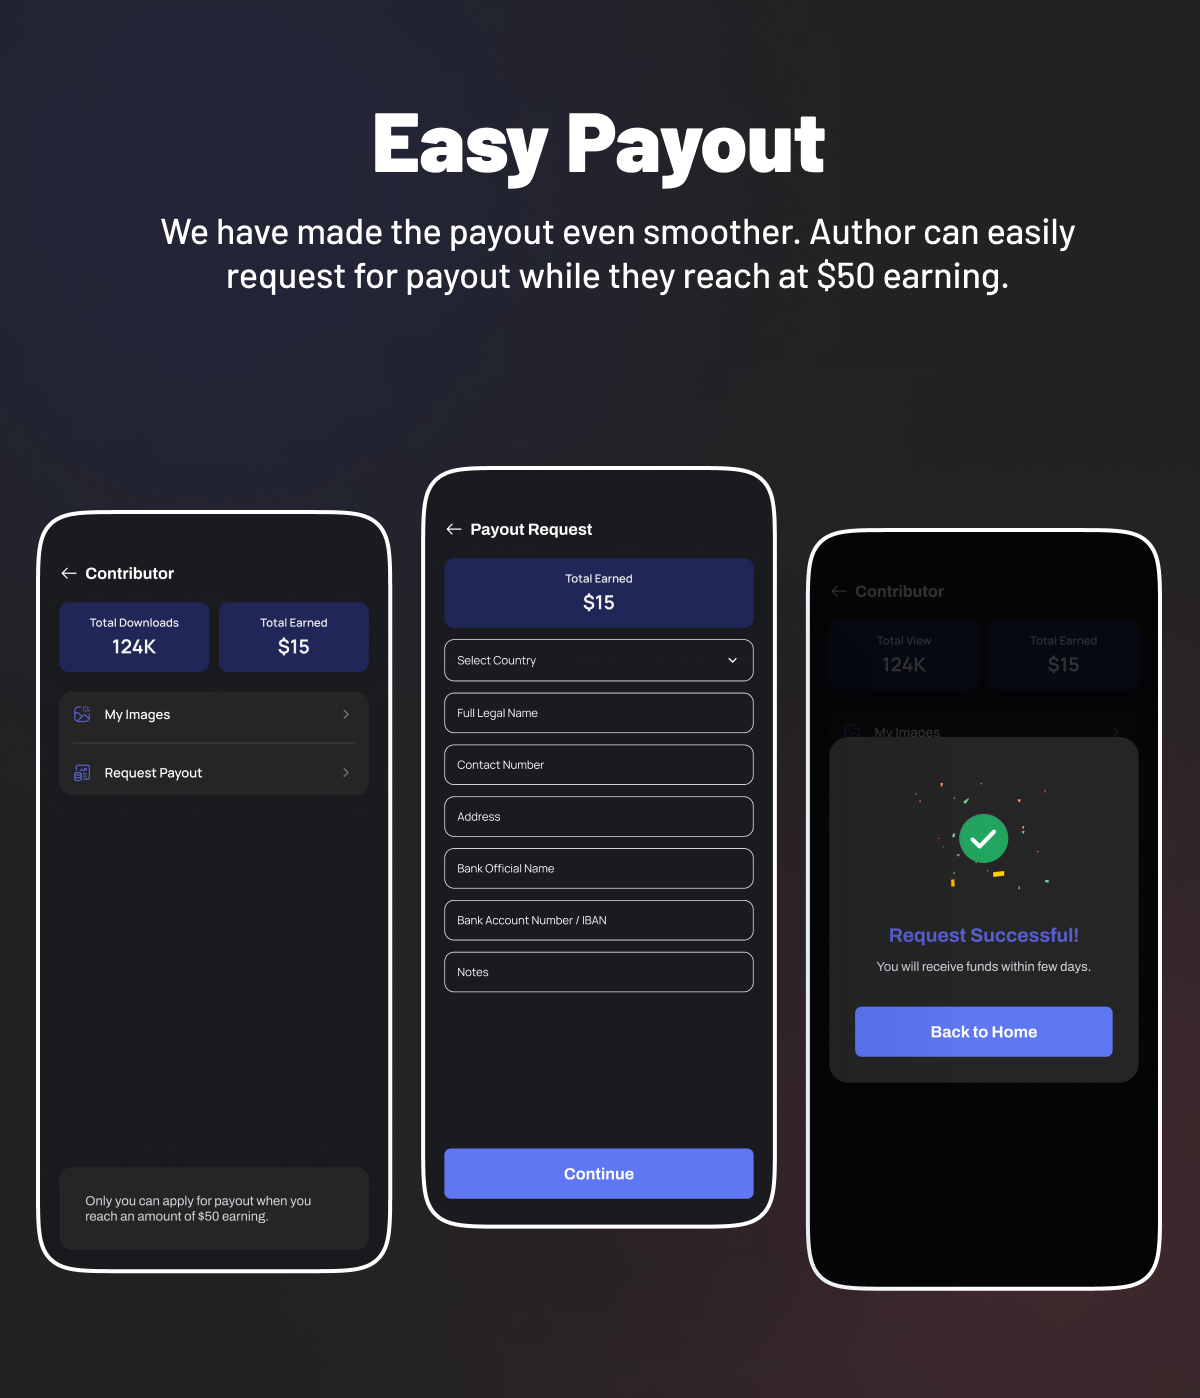 Easy Payout
We have made the payout even smoother. Author can easily
request for payout while they reach at $50 earning.
Contributor
Total Downloads
124K
Total Earned
$15
My Images
Request Payout
Only you can apply for payout when you
reach an amount of $50 earning.
Payout Request
Total Earned
$15
Select Country
Full Legal Name
Contact Number
Address
Bank Official Name
Bank Account Number / IBAN
Notes
Continue
Contributor
Total View
124K
Total Earned
$15
My Images
Request Successful!
You will receive funds within few days.
Back to Home